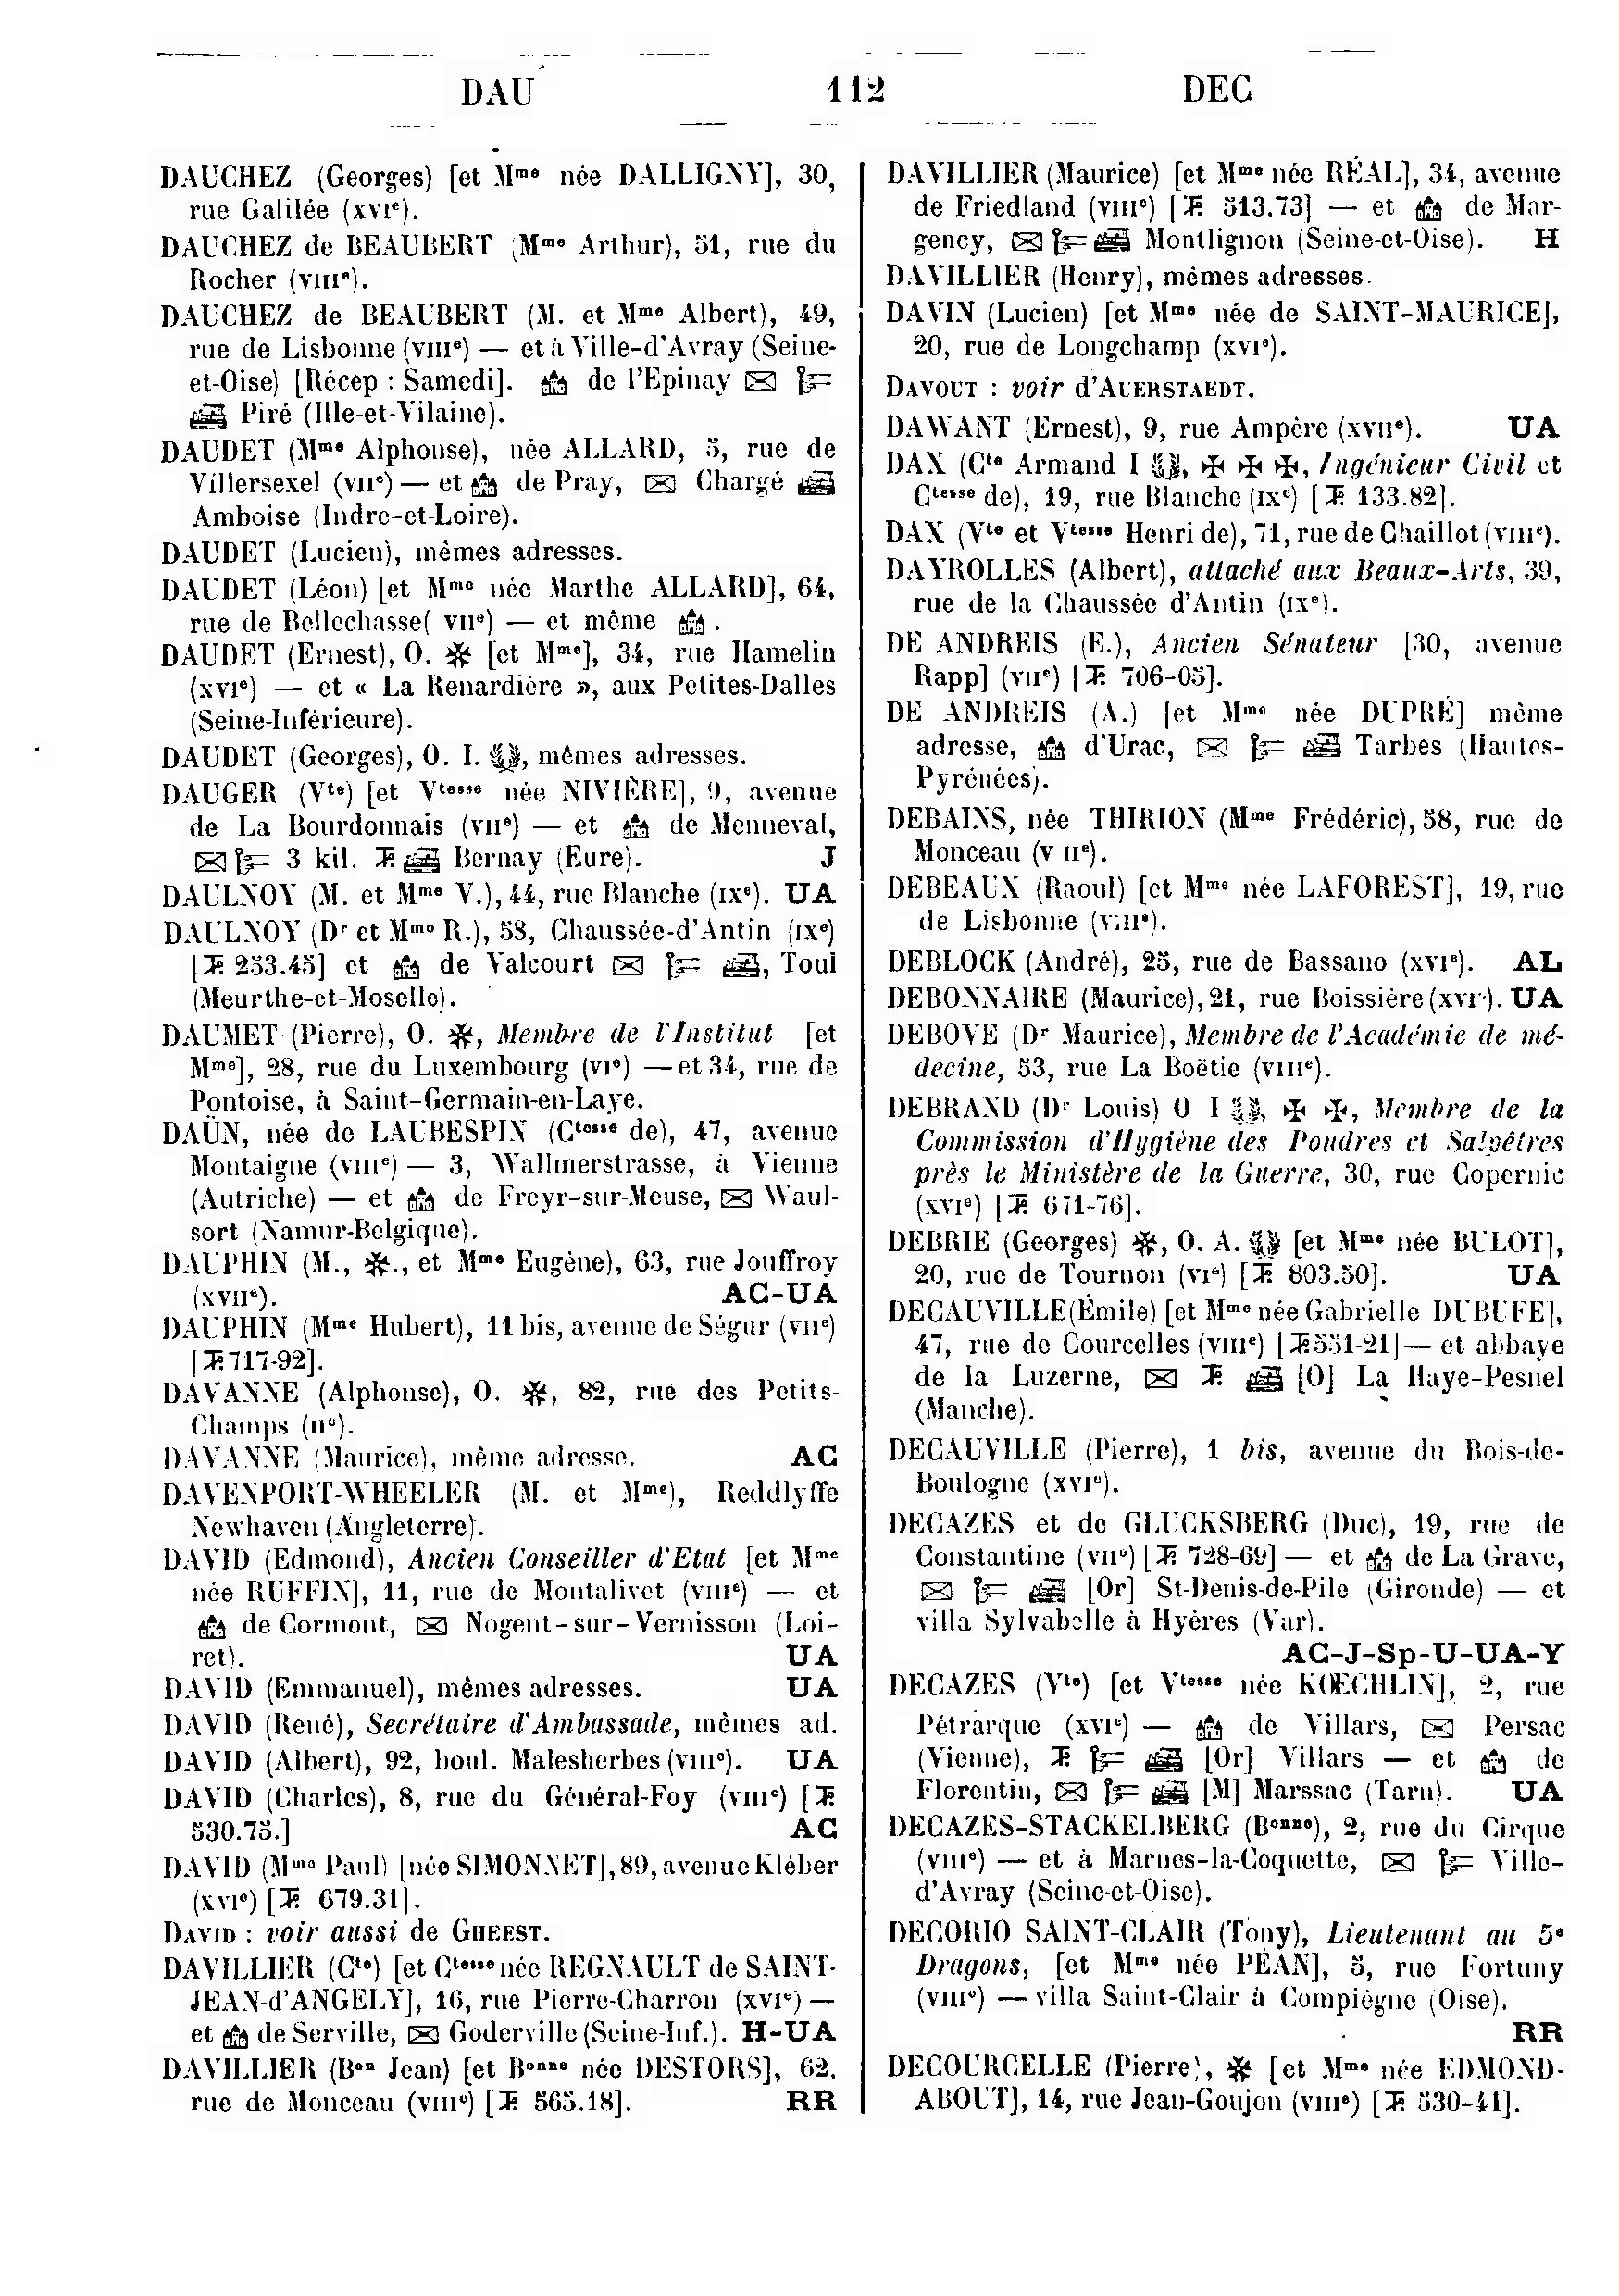 DAU 112 DEC
DAUCHEZ (Georges) [et Mme née DALLIGNY], 30,
rue Galilée (XVIe).
DAUCHEZ de BEAUBERT (Mme Arthur), 51, rue du
Rocher (VIIIe).
DAUCHEZ de BEAUBERT (M. et Mme Albert), 49,
rue de Lisbonne (VIIIe) — et à Ville-d'Avray (Seine-
et-Oise) [Récep : Samedi]. de l'Epinay
Piré (Ille-et-Vilaine).
DAUDET (Mme Alphonse), née ALLARD, 5, rue de
Villersexel (VIIe) — et de Pray, Chargé
Amboise (Indre-et-Loire).
DAUDET (Lucien), mêmes adresses.
DAUDET (Léon) [et Mme née Marthe ALLARD], 64,
rue de Bellechasse( VIIe) — et même .
DAUDET (Ernest), O. ✻ [et Mme], 34, rue Hamelin
(XVIe) — et « La Renardière », aux Petites-Dalles
(Seine-Inférieure).
DAUDET (Georges), O. I. , mêmes adresses.
DAUGER (Vte) [et Vtesse née NIVIÈRE], 9, avenue
de La Bourdonnais (VIIe) — et de Menneval,
3 kil. Bernay (Eure). J
DAULNOY (M. et Mme V.), 44, rue Blanche (IXe). UA
DAULNOY (Dr et Mme R.), 58, Chaussée-d'Antin (IXe)
[T. 253.45] et de Valcourt , Toul
(Meurthe-et-Moselle).
DAUMET (Pierre), O. ✻, Membre de l'Institut [et
Mme], 28, rue du Luxembourg (VIe) — et 34, rue de
Pontoise, à Saint-Germain-en-Laye.
DAÜN, née de LAUBESPIN (Ctesse de), 47, avenue
Montaigne (VIIIe) — 3, Wallmerstrasse, à Vienne
(Autriche) — et de Freyr-sur-Meuse, Waul-
sort (Namur-Belgique).
DAUPHIN (M., ✻., et Mme Eugène), 63, rue Jouffroy
(XVIIe). AC-UA
DAUPHIN (Mme Hubert), 11 bis, avenue de Ségur (VIIe)
[T. 717-92].
DAVANNE (Alphonse), O. ✻, 82, rue des Petits-
Champs (IIe).
DAVANNE (Maurice), même adresse. AC
DAVENPORT-WHEELER (M. et Mme), Reddlyffe
Newhaven (Angleterre).
DAVID (Edmond), Ancien Conseiller d'Etat [et Mme
née RUFFIN], 11, rue de Montalivet (VIIIe) — et
de Cormont, Nogent-sur-Vernisson (Loi-
ret). UA
DAVID (Emmanuel), mêmes adresses. UA
DAVID (René), Secrétaire d'Ambassade, mêmes ad.
DAVID (Albert), 92, boul. Malesherbes (VIIIe). UA
DAVID (Charles), 8, rue du Général-Foy (VIIIe) [T.
530.75.] AC
DAVID (Mme Paul) [née SIMONNET], 89, avenue Kléber
(XVIe) [T. 679.31].
DAVID : voir aussi de GHEEST.
DAVILLIER (Cte) [et Ctesse née REGNAULT de SAINT-
JEAN-d'ANGELY], 16, rue Pierre-Charron (XVIe) —
et de Serville, Goderville (Seine-Inf.). H-UA
DAVILLIER (Bon Jean) [et Bonne née DESTORS], 62,
rue de Monceau (VIIIe) [T. 565.18]. RR
DAVILLIER (Maurice) [et Mme née RÉAL], 34, avenue
de Friedland (VIIIe) [T. 513.73] — et de Mar-
gency, Montlignon (Seine-et-Oise). H
DAVILLIER (Henry), mêmes adresses.
DAVIN (Lucien) [et Mme née de SAINT-MAURICE],
20, rue de Longchamp (XVIe).
DAVOUT : voir d'AUERSTAEDT.
DAWANT (Ernest), 9, rue Ampère (XVIIe). UA
DAX (Cte Armand I , ✠ ✠ ✠, Ingénieur Civil et
Ctesse de), 19, rue Blanche (IXe) [T. 133.82].
DAX (Vte et Vtesse Henri de), 71, rue de Chaillot (VIIIe).
DAYROLLES (Albert), attaché aux Beaux-Arts, 39,
rue de la Chaussée d'Antin (IXe).
DE ANDREIS (E.), Ancien Sénateur [30, avenue
Rapp] (VIIe) [T. 706-05].
DE ANDREIS (A.) [et Mme née DUPRÉ] même
adresse, d'Urac, Tarbes (Hautes-
Pyrénées).
DEBAINS, née THIRION (Mme Frédéric), 58, rue de
Monceau (V IIe).
DEBEAUX (Raoul) [et Mme née LAFOREST], 19, rue
de Lisbonne (VIIIe).
DEBLOCK (André), 25, rue de Bassano (XVIe). AL
DEBONNAIRE (Maurice), 21, rue Boissière (XVIe). UA
DEBOVE (Dr Maurice), Membre de l'Académie de mé-
decine, 53, rue La Boëtie (VIIIe).
DEBRAND (Dr Louis) O I , ✠ ✠, Membre de la
Commission d'Hygiène des Poudres et Salpêtres
près le Ministère de la Guerre, 30, rue Copernic
(XVIe) [T. 671-76].
DEBRIE (Georges) ✻, O. A. [et Mme née BULOT],
20, rue de Tournon (VIe) [T. 803.50]. UA
DECAUVILLE(Émile) [et Mme née Gabrielle DUBUFE],
47, rue de Courcelles (VIIIe) [T. 551-21] — et abbaye
de la Luzerne, T. [O] La Haye-Pesnel
(Manche).
DECAUVILLE (Pierre), 1 bis, avenue du Bois-de-
Boulogne (XVIe).
DECAZES et de GLUCKSBERG (Duc), 19, rue de
Constantine (VIIe) [T. 728-69] — et de La Grave,
[Or] St-Denis-de-Pile (Gironde) — et
villa Sylvabelle à Hyères (Var).
AC-J-Sp-U-UA-Y
DECAZES (Vte) [et Vtesse née KŒCHLIN], 2, rue
Pétrarque (XVIe) — de Villars, Persac
(Vienne), T. [Or] Villars — et de
Florentin, [M] Marssac (Tarn). UA
DECAZES-STACKELBERG (Bonne), 2, rue du Cirque
(VIIIe) — et à Marnes-la-Coquette, Ville-
d'Avray (Seine-et-Oise).
DECORIO SAINT-CLAIR (Tony), Lieutenant au 5e
Dragons, [et Mme née PÉAN], 5, rue Fortuny
(VIIIe) — villa Saint-Clair à Compiègne (Oise).
RR
DECOURCELLE (Pierre), ✻ [et Mme née EDMOND-
ABOUT], 14, rue Jean-Goujon (VIIIe) [T. 530-41].